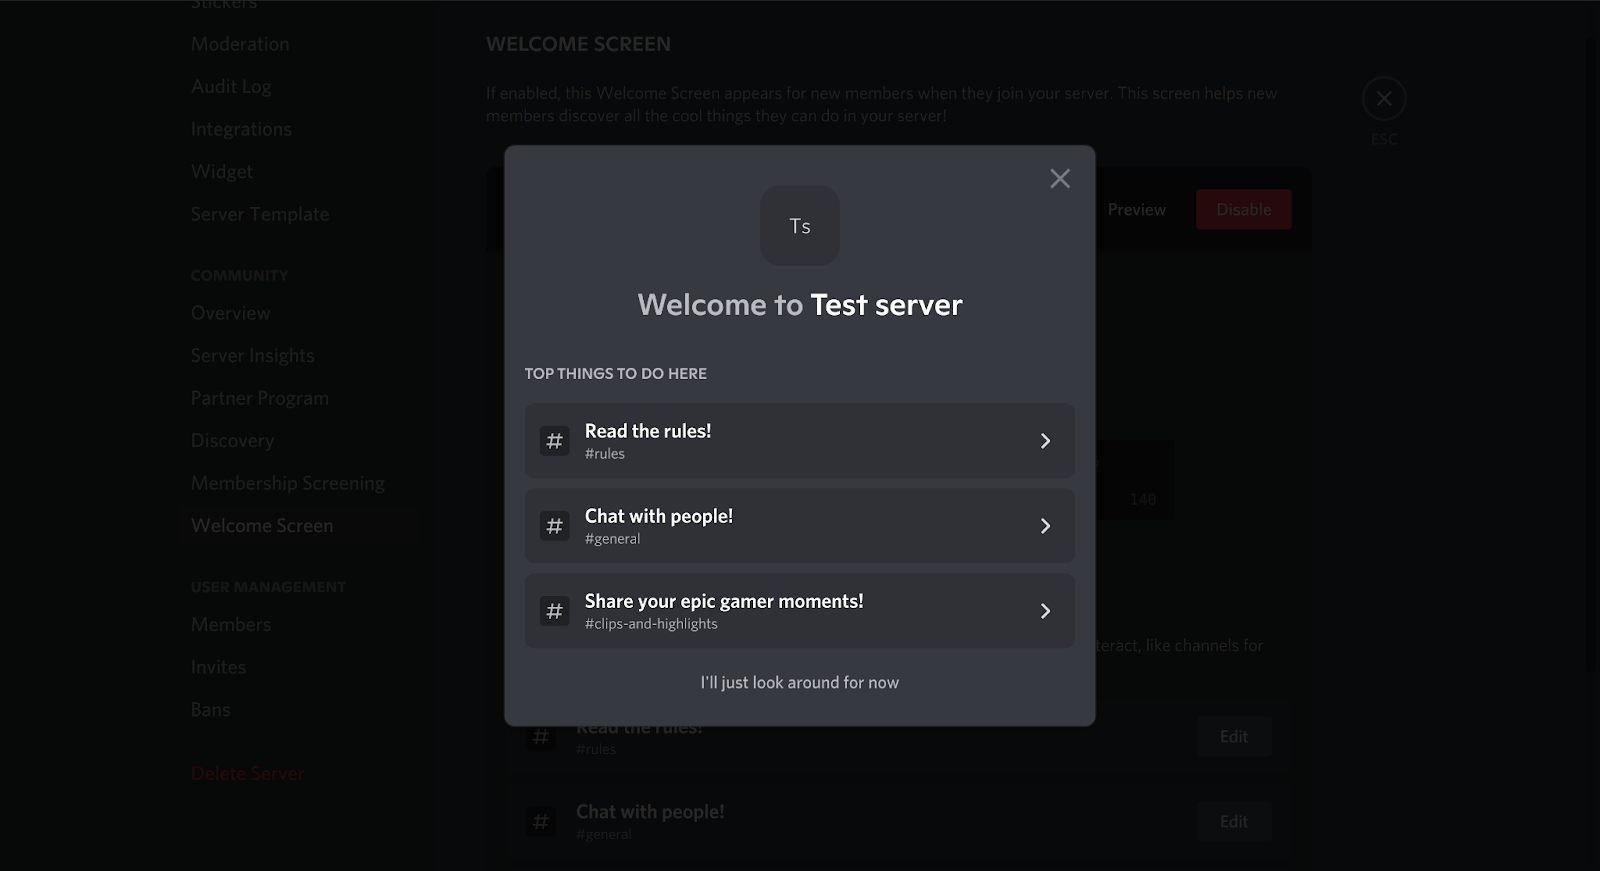 Stickers
Moderation
Audit Log
Integrations
Widget
Server Template
COMMUNITY
Overview
Server Insights
Partner Program
Discovery
Membership Screening
Welcome Screen
USER MANAGEMENT
Members
Invites
Bans
Delete Server
WELCOME SCREEN
If enabled, this Welcome Screen appears for new members when they join your server. This screen helps new
members discover all the cool things they can do in your server!
ESC
Preview
Disable
Ts
Welcome to Test server
TOP THINGS TO DO HERE
# Read the rules!
#rules
# Chat with people!
#general
# Share your epic gamer moments!
#clips-and-highlights
I'll just look around for now
140
like channels for
# Read the rules!
#rules
Edit
# Chat with people!
#general
Edit